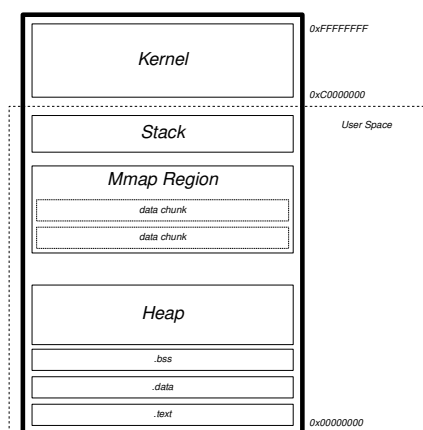 0xFFFFFFFF
Kernel
0xC0000000
Stack
User Space
Mmap Region
data chunk
data chunk
Heap
.bss
.data
.text
0x00000000